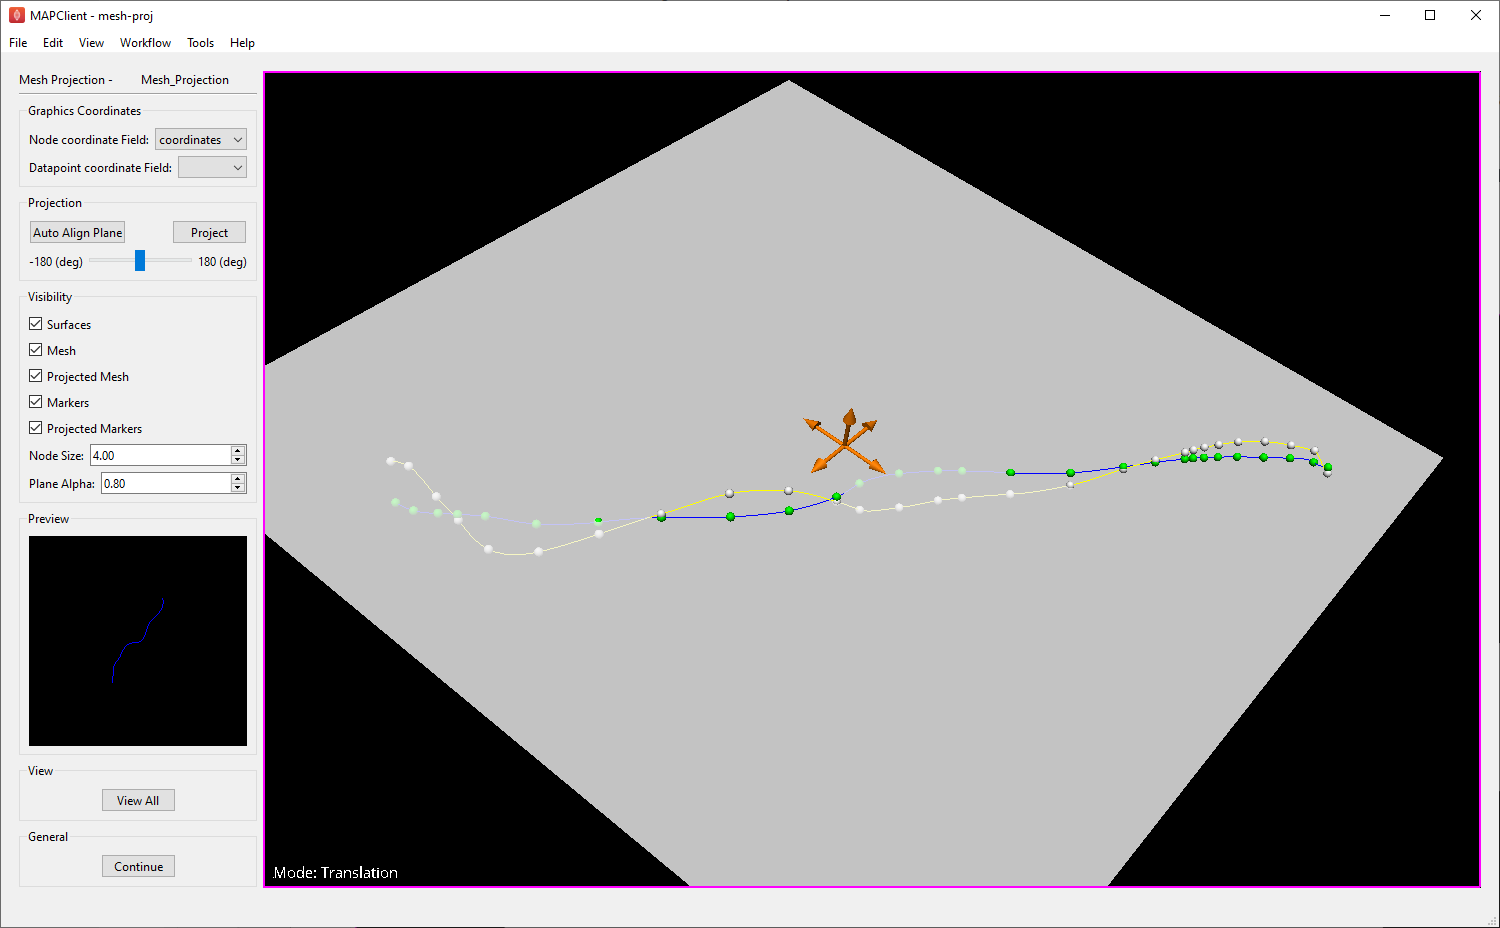 MAPClient - mesh-proj
File Edit View Workflow Tools Help
Mesh Projection - Mesh_Projection
Graphics Coordinates
Node coordinate Field: coordinates
Datapoint coordinate Field:
Projection
Auto Align Plane Project
-180 (deg) 180 (deg)
Visibility
Surfaces
Mesh
Projected Mesh
Markers
Projected Markers
Node Size: 4.00
Plane Alpha: 0.80
Preview
View
View All
General
Continue
Mode: Translation